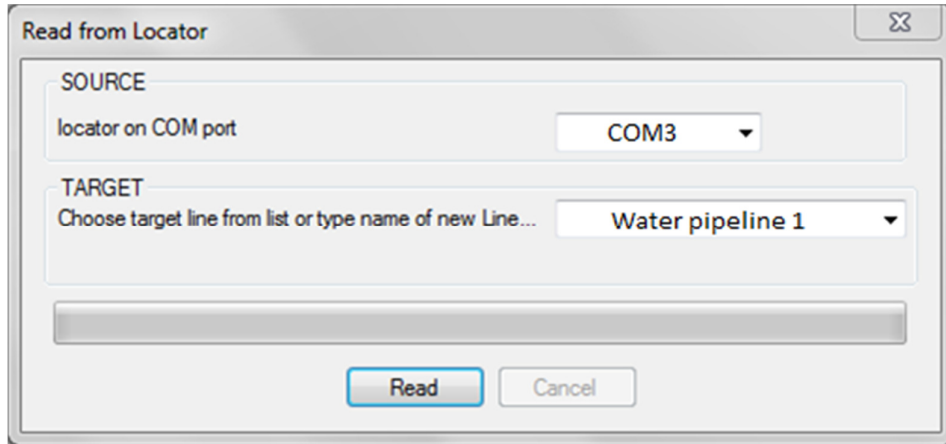 Read from Locator
SOURCE
locator on COM port COM3
TARGET
Choose target line from list or type name of new Line... Water pipeline 1
Read Cancel